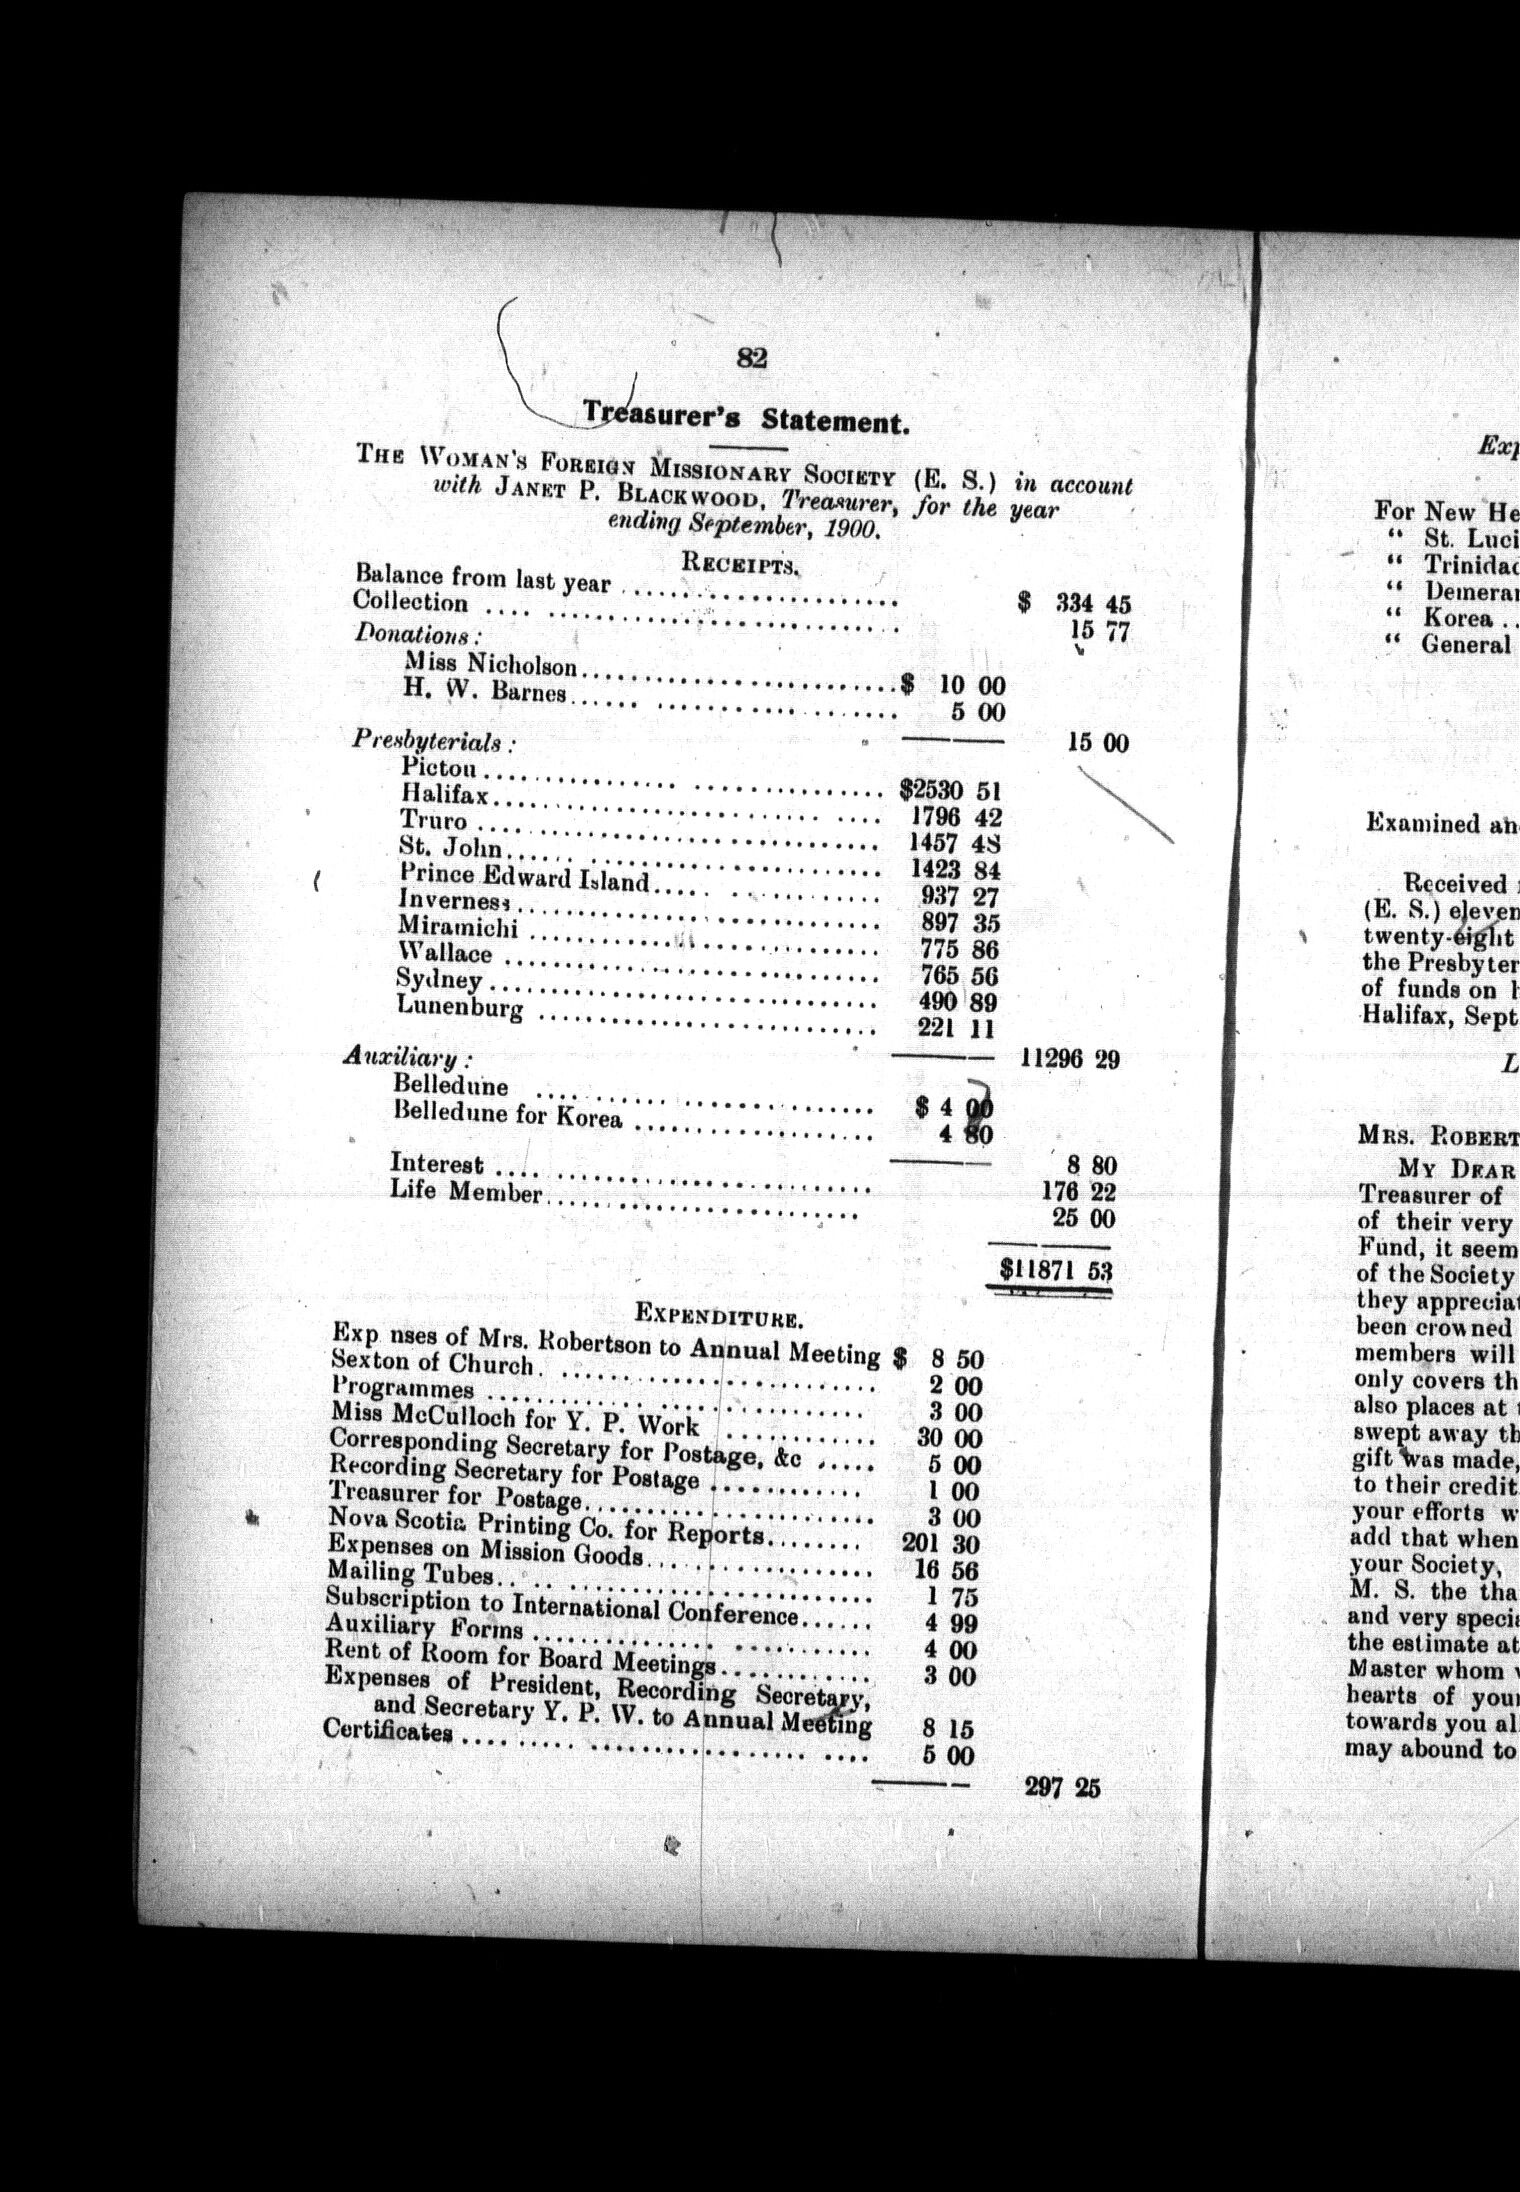 82
Treasurer's Statement.
THE WOMAN'S FOREIGN MISSIONARY SOCIETY (E. S.) in account
with JANET P. BLACKWOOD, Treasurer, for the year
ending September, 1900.
RECEIPTS.
Balance from last year ........................ $ 334 45
Collection .... ............................ 15 77
Donations:
Miss Nicholson......................... $ 10 00
H. W. Barnes...... .................... 5 00
15 00
Presbyterials:
Pictou................ ............... $2530 51
Halifax.......................... .... 1796 42
Truro ................................ 1457 48
St. John...... ....................... 1423 84
Prince Edward Island..... ............ 937 27
Inverness............................. 897 35
Miramichi ............................ 775 86
Wallace .............................. 765 56
Sydney ............................... 490 89
Lunenburg ............................ 221 11
11296 29
Auxiliary:
Belledune .... ...... ............... $ 4 00
Belledune for Korea ................... 4 80
8 80
Interest .... ......................... 176 22
Life Member........................... 25 00
$11871 53
EXPENDITURE.
Exp nses of Mrs. Robertson to Annual Meeting $ 8 50
Sexton of Church. .......................... 2 00
Programmes ............. ................ 3 00
Miss McCulloch for Y. P. Work ............ 30 00
Corresponding Secretary for Postage, &c ..... 5 00
Recording Secretary for Postage ............ 1 00
Treasurer for Postage........................ 3 00
Nova Scotia Printing Co. for Reports........ 201 30
Expenses on Mission Goods................... 16 56
Mailing Tubes.. .. ......................... 1 75
Subscription to International Conference...... 4 99
Auxiliary Forms ............... ........... 4 00
Rent of Room for Board Meetings............ 3 00
Expenses of President, Recording Secretary,
and Secretary Y. P. W. to Annual Meeting 8 15
Certificates .... ..... .................. .... 5 00
297 25
Exp
For New He
" St. Luci
" Trinidad
" Demerar
" Korea ..
" General
Examined an
Received
(E. S.) eleven
twenty-eight
the Presbyter
of funds on h
Halifax, Sept
L
MRS. ROBERT
MY DEAR
Treasurer of
of their very
Fund, it seem
of the Society
they appreciat
been crowned
members will
only covers th
also places at t
swept away th
gift was made,
to their credit
your efforts w
add that when
your Society,
M. S. the tha
and very specia
the estimate at
Master whom w
hearts of your
towards you al
may abound to